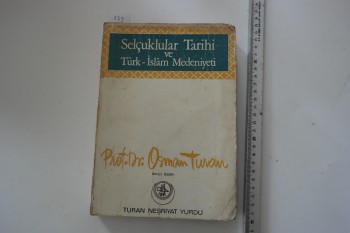 Selçuklular Tarihi
ve
Türk - İslâm Medeniyeti
Prof. Dr. Osman Turan
TURAN NEŞRİYAT YURDU